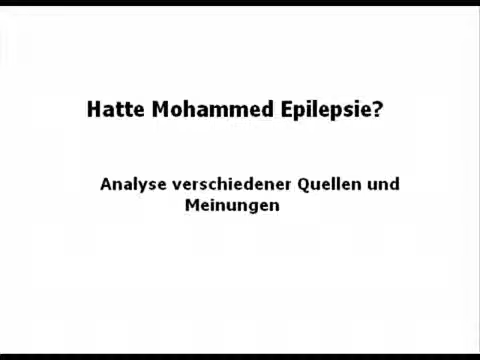 Hatte Mohammed Epilepsie?
Analyse verschiedener Quellen und
Meinungen